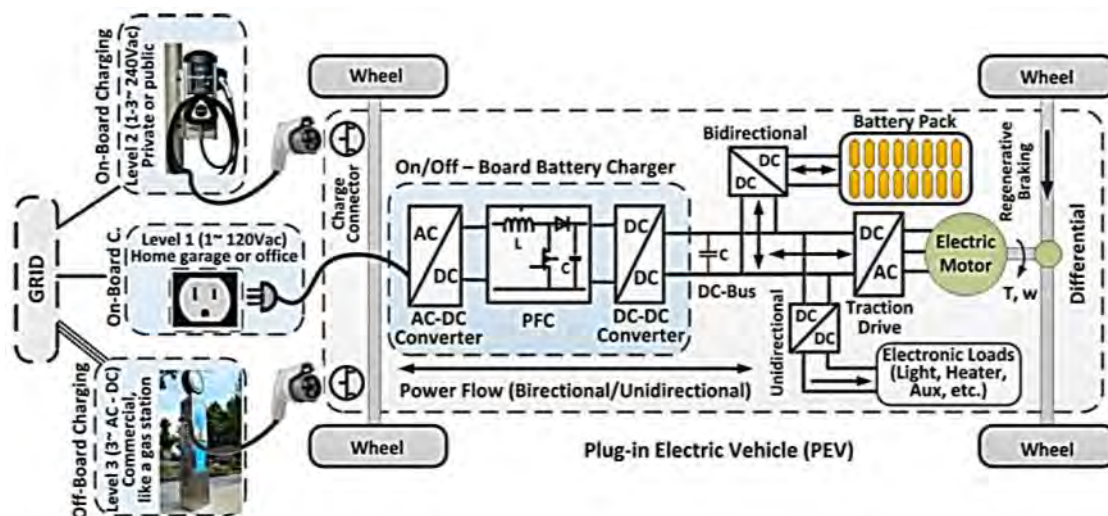 GRID
On-Board Charging
Level 2 (1-3~ 240Vac)
Private or public
On-Board C.
Level 1 (1~ 120Vac)
Home garage or office
Off-Board Charging
Level 3 (3~ AC - DC)
Commercial,
like a gas station
Wheel
Wheel
Charge
Connector
On/Off – Board Battery Charger
AC
DC
AC-DC
Converter
L
C
PFC
DC
DC
DC-DC
Converter
Power Flow (Birectional/Unidirectional)
C
DC-Bus
Bidirectional
DC
DC
Battery Pack
DC
AC
Traction
Drive
Electric
Motor
T, w
Regenerative
Braking
Differential
Unidirectional
DC
DC
Electronic Loads
(Light, Heater,
Aux, etc.)
Wheel
Wheel
Plug-in Electric Vehicle (PEV)